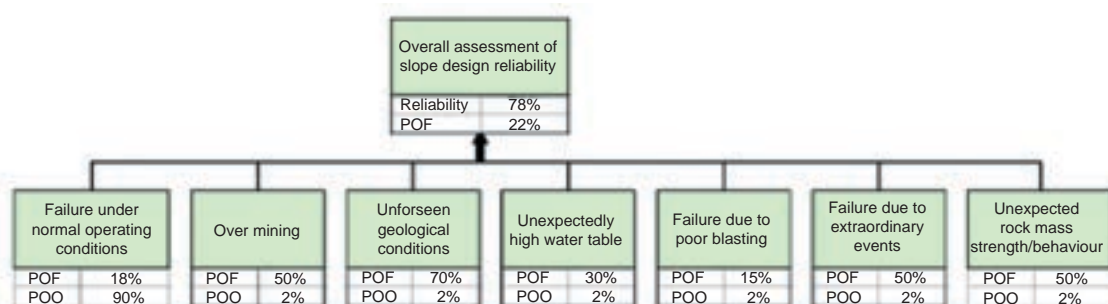 Overall assessment of
slope design reliability
Reliability 78%
POF 22%
Failure under
normal operating
conditions
POF 18%
POO 90%
Over mining
POF 50%
POO 2%
Unforseen
geological
conditions
POF 70%
POO 2%
Unexpectedly
high water table
POF 30%
POO 2%
Failure due to
poor blasting
POF 15%
POO 2%
Failure due to
extraordinary
events
POF 50%
POO 2%
Unexpected
rock mass
strength/behaviour
POF 50%
POO 2%